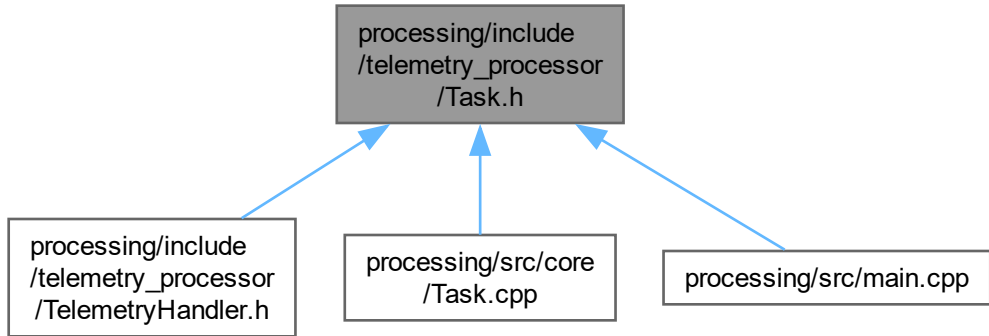 processing/include
/telemetry_processor
/Task.h
processing/include
/telemetry_processor
/TelemetryHandler.h
processing/src/core
/Task.cpp
processing/src/main.cpp